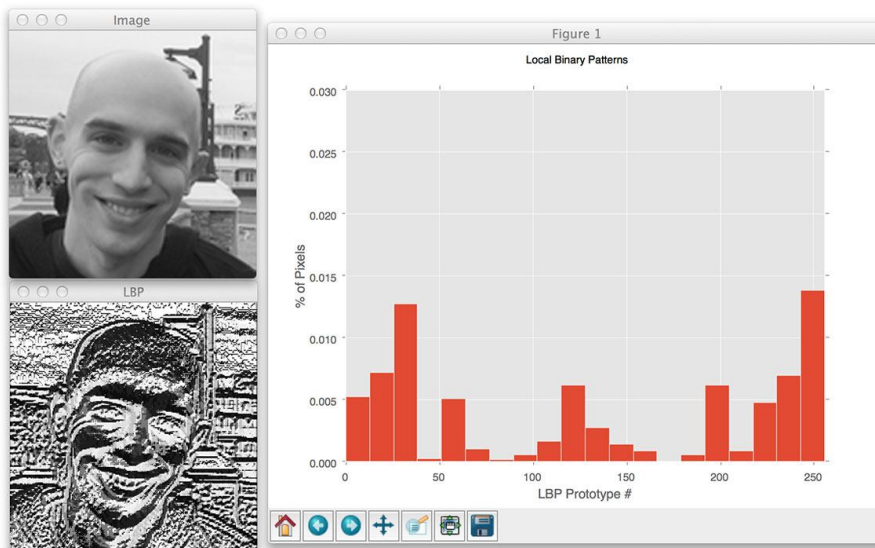 Image
LBP
Figure 1
Local Binary Patterns
0.030
0.025
0.020
0.015
0.010
0.005
0.000
% of Pixels
0 50 100 150 200 250
LBP Prototype #